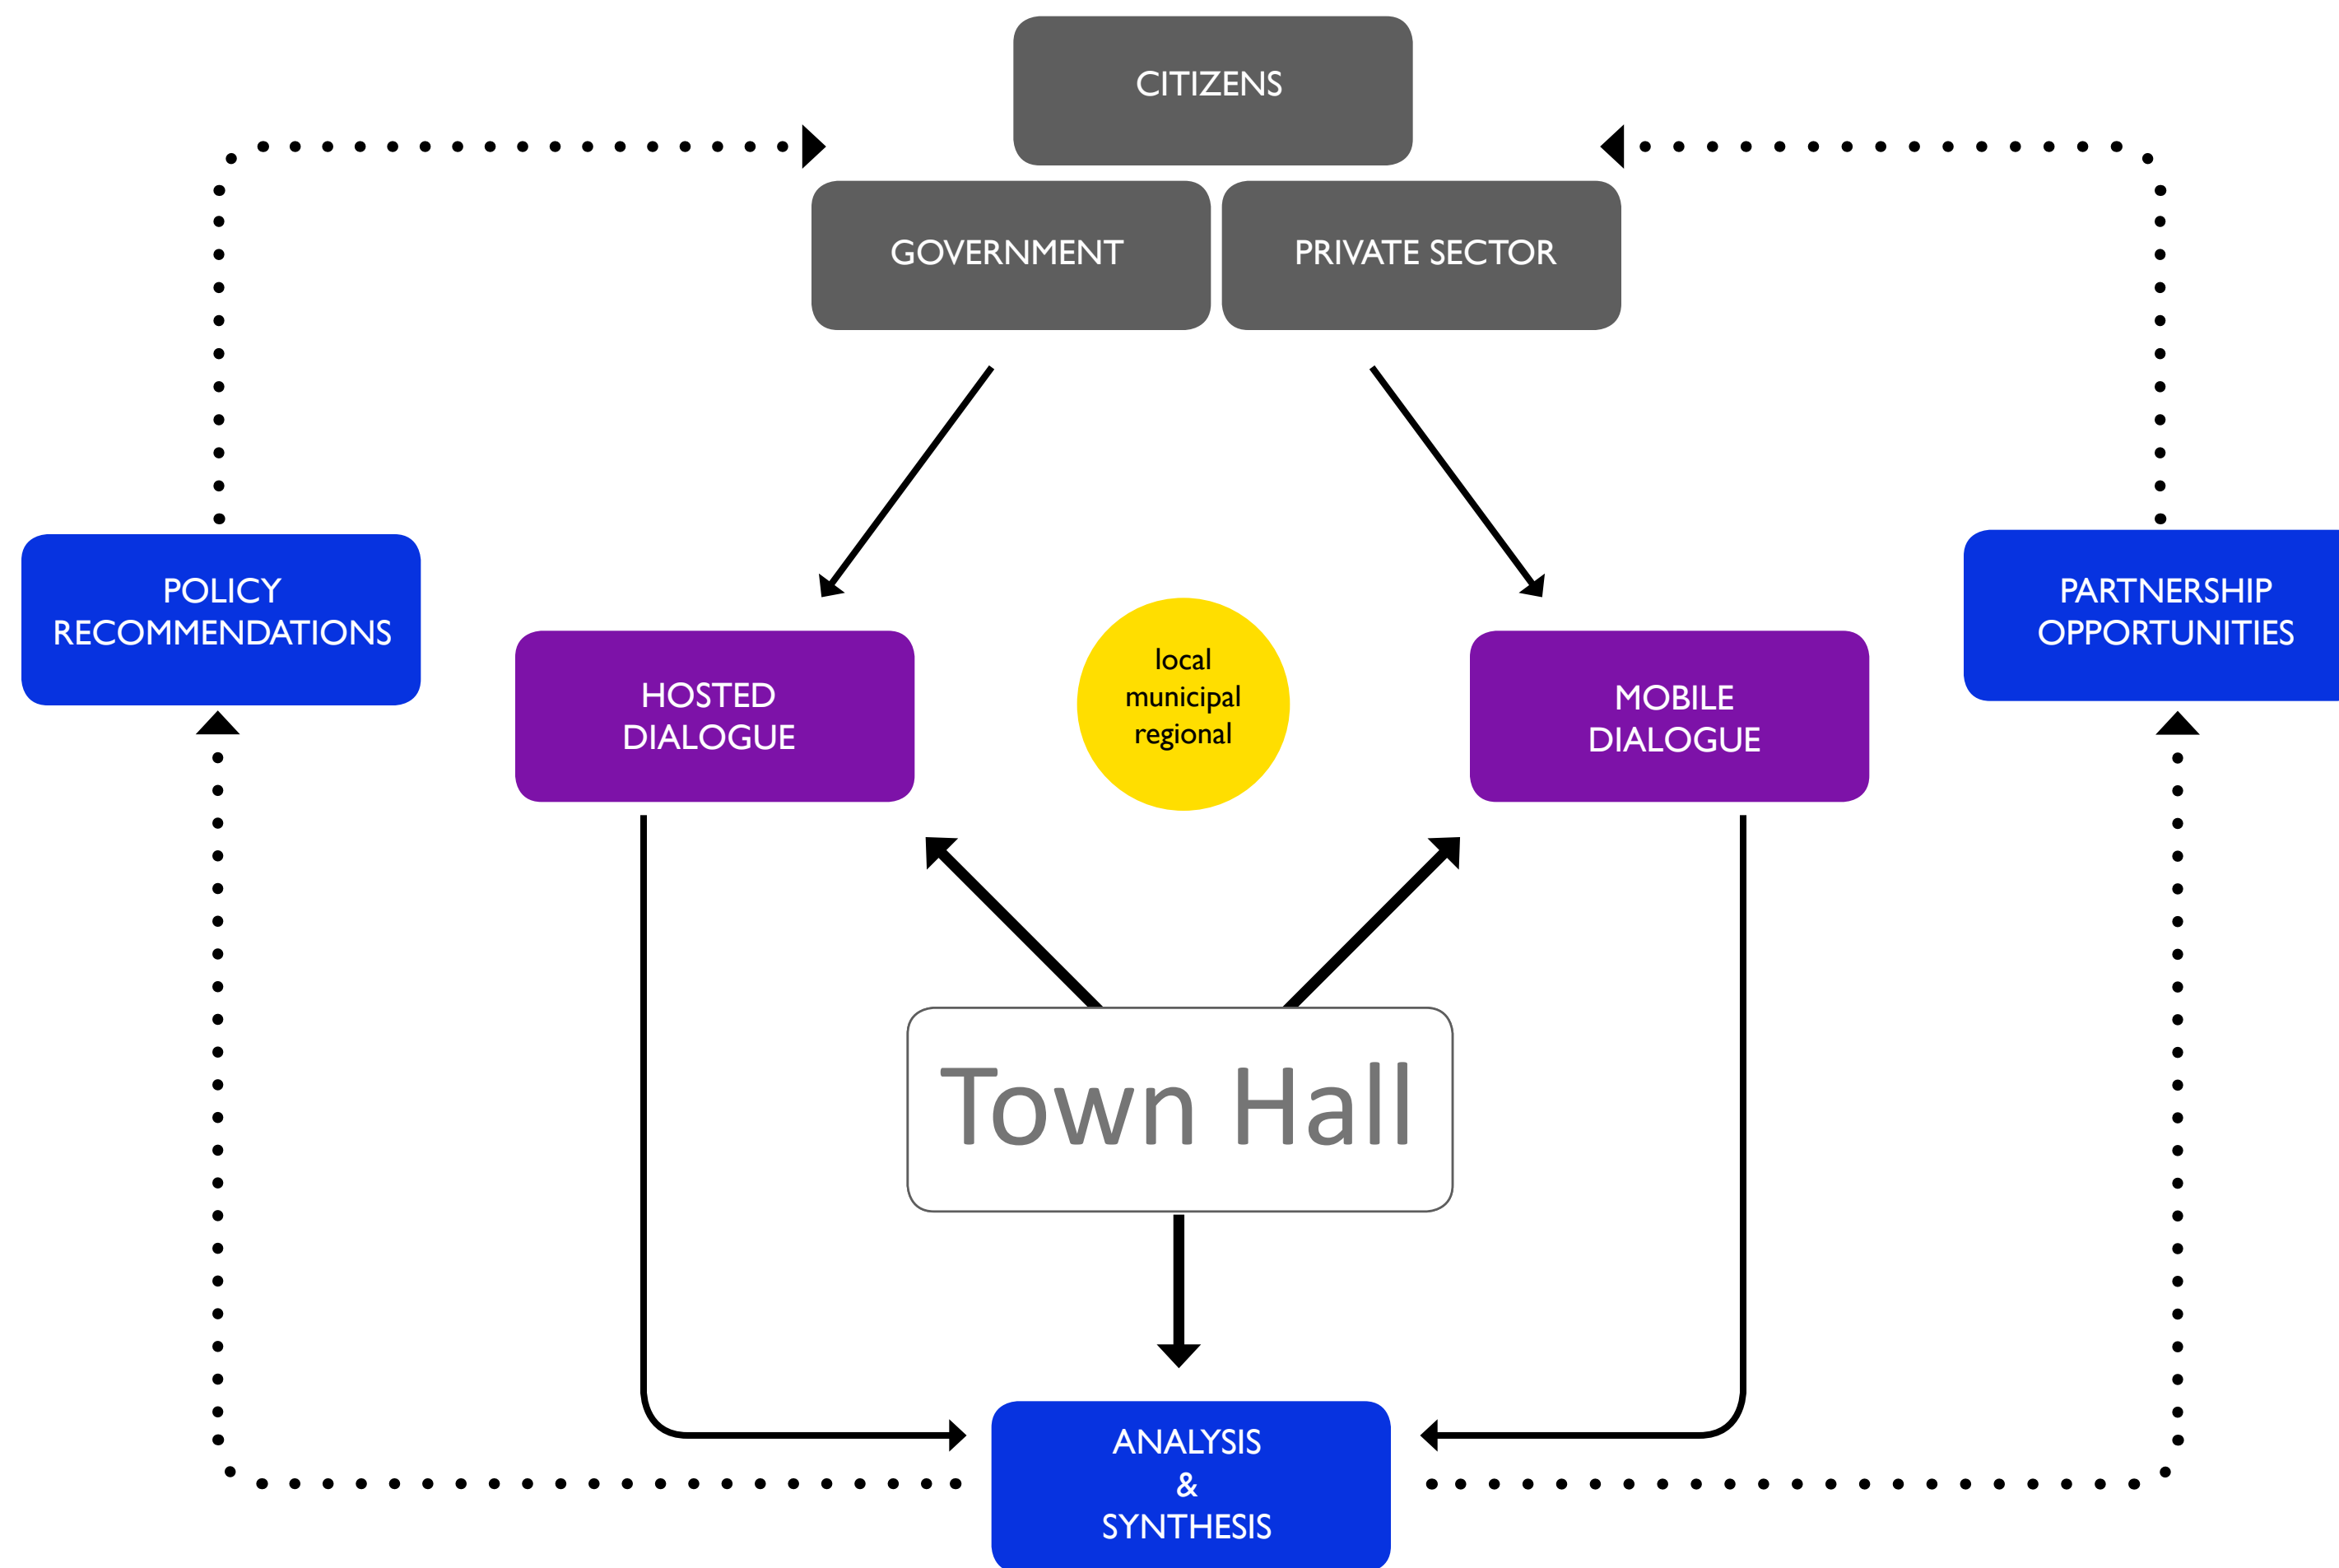 CITIZENS
GOVERNMENT
PRIVATE SECTOR
POLICY
RECOMMENDATIONS
PARTNERSHIP
OPPORTUNITIES
HOSTED
DIALOGUE
local
municipal
regional
MOBILE
DIALOGUE
Town Hall
ANALYSIS
&
SYNTHESIS